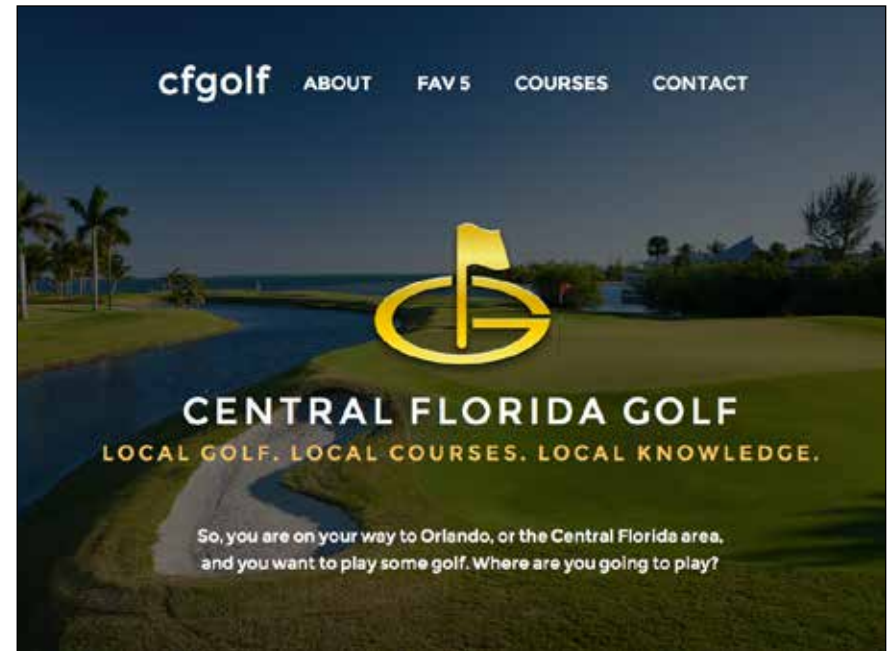 cfgolf ABOUT FAV 5 COURSES CONTACT
CENTRAL FLORIDA GOLF
LOCAL GOLF. LOCAL COURSES. LOCAL KNOWLEDGE.
So, you are on your way to Orlando, or the Central Florida area,
and you want to play some golf. Where are you going to play?